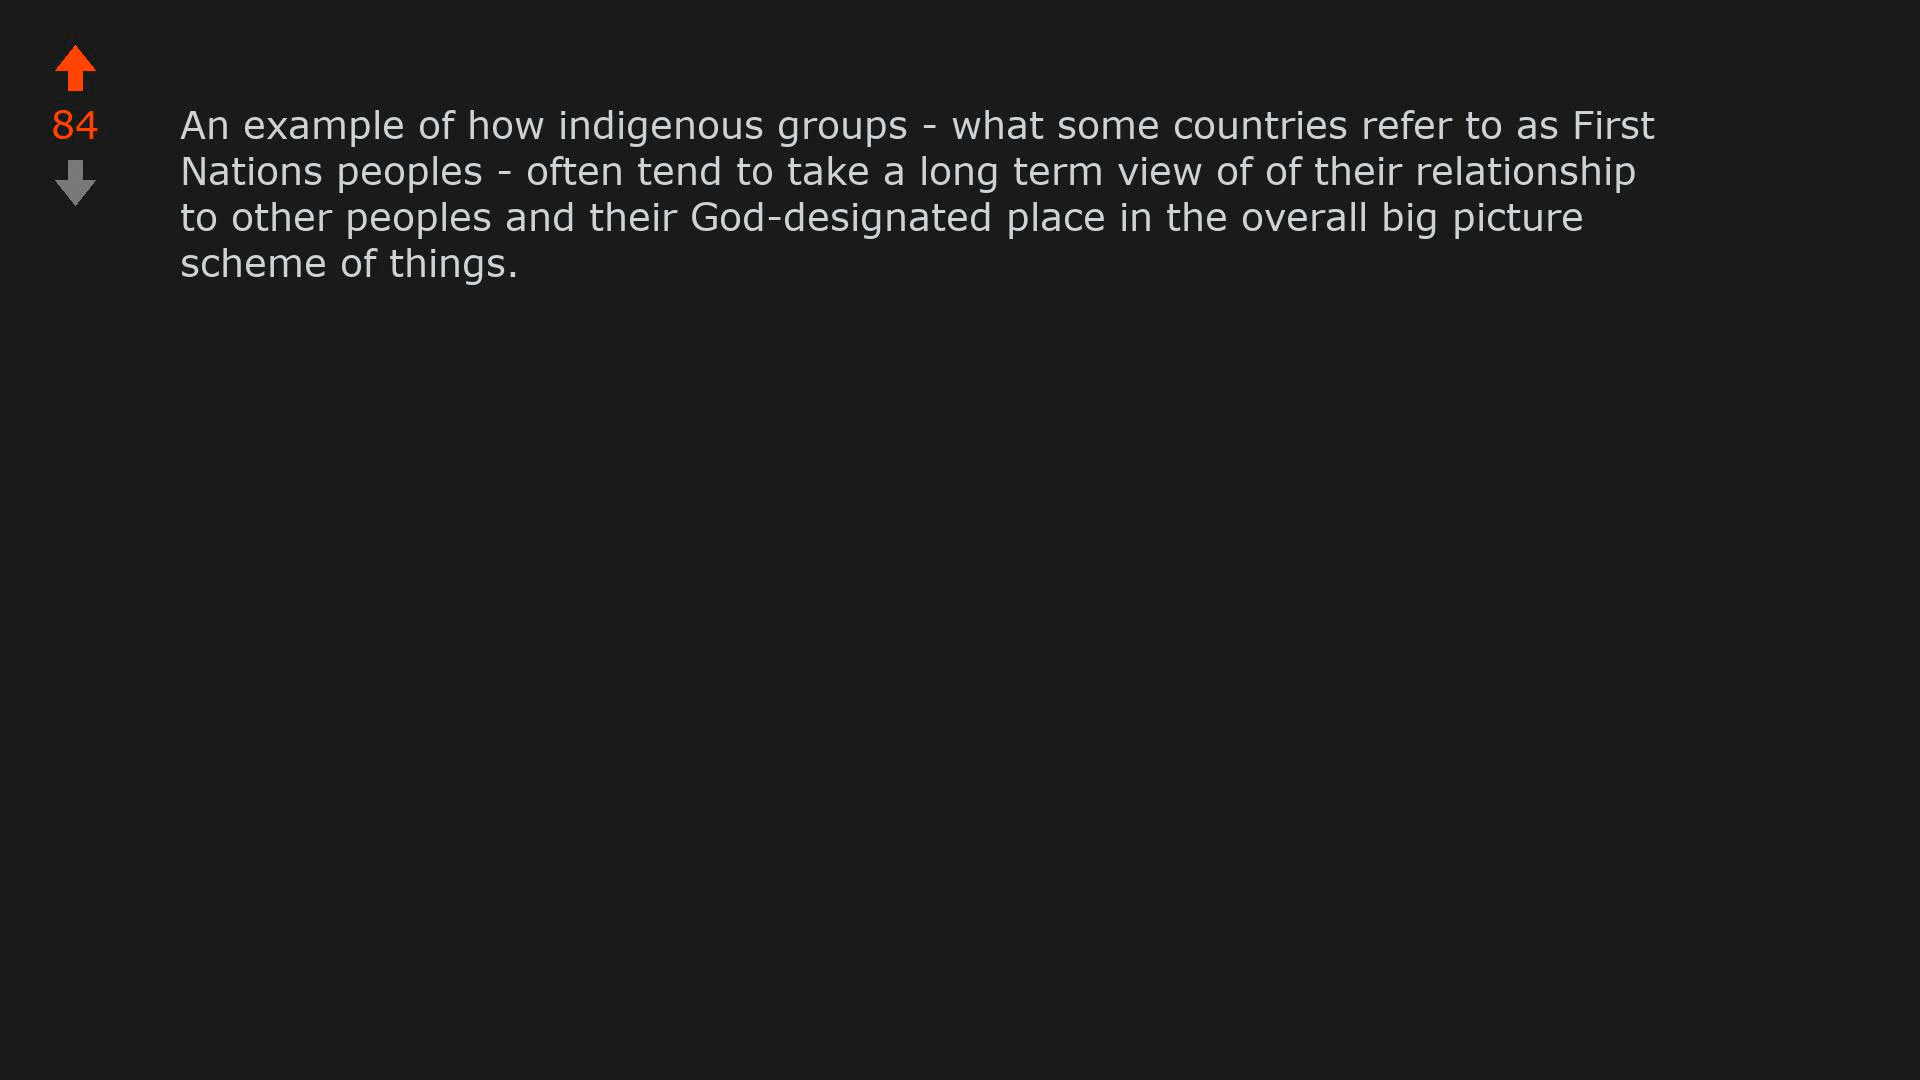 84
An example of how indigenous groups - what some countries refer to as First
Nations peoples - often tend to take a long term view of of their relationship
to other peoples and their God-designated place in the overall big picture
scheme of things.